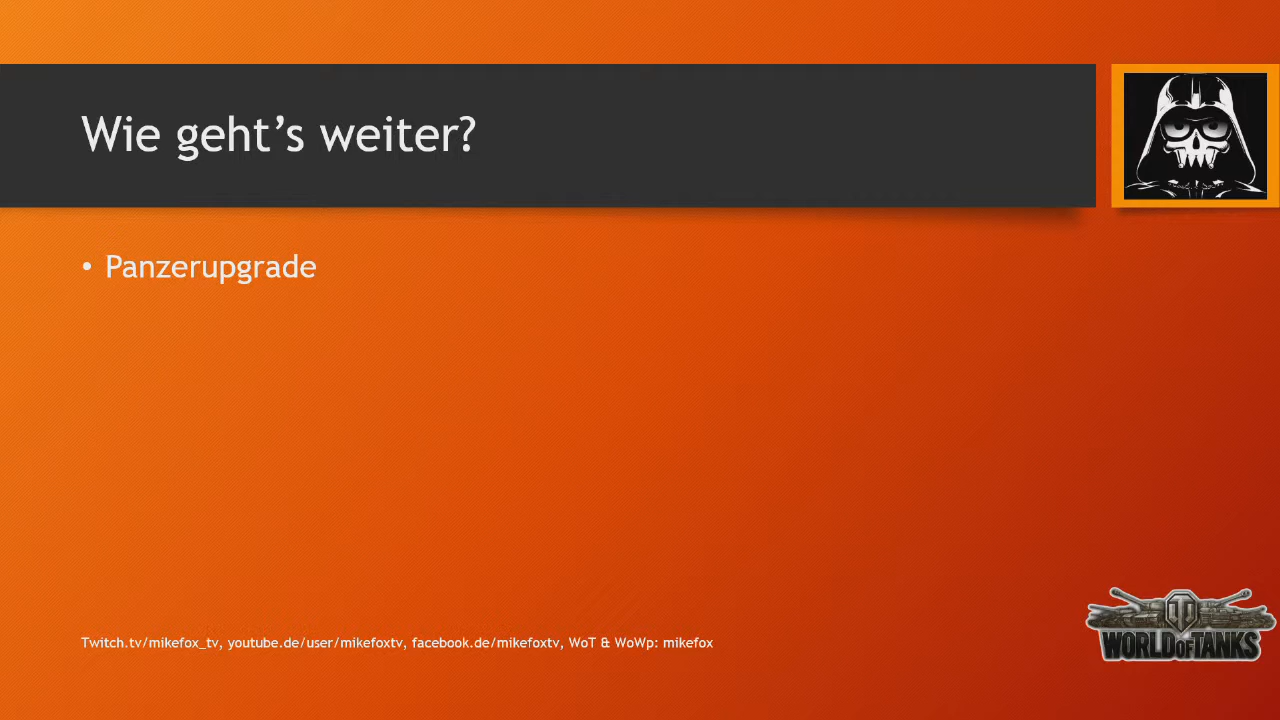 Wie geht’s weiter?
• Panzerupgrade
Twitch.tv/mikefox_tv, youtube.de/user/mikefoxtv, facebook.de/mikefoxtv, WoT & WoWp: mikefox
WORLD OF TANKS